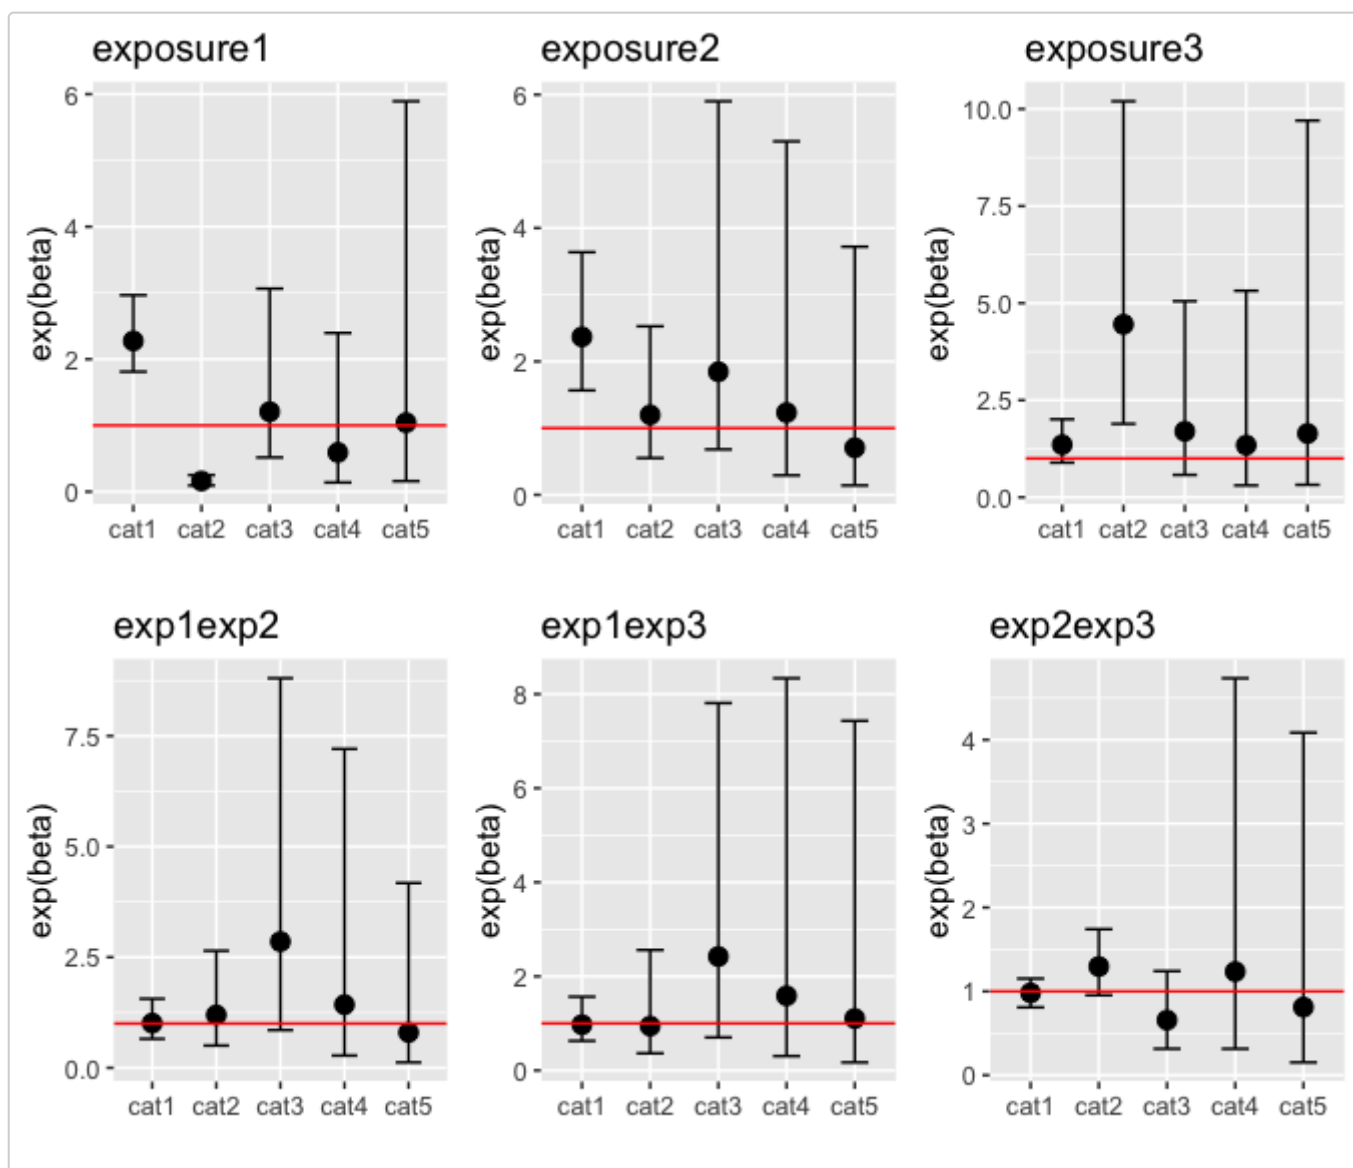 exposure1
exp(beta)
6
4
2
0
cat1 cat2 cat3 cat4 cat5
exposure2
exp(beta)
6
4
2
0
cat1 cat2 cat3 cat4 cat5
exposure3
exp(beta)
10.0
7.5
5.0
2.5
0.0
cat1 cat2 cat3 cat4 cat5
exp1exp2
exp(beta)
7.5
5.0
2.5
0.0
cat1 cat2 cat3 cat4 cat5
exp1exp3
exp(beta)
8
6
4
2
0
cat1 cat2 cat3 cat4 cat5
exp2exp3
exp(beta)
4
3
2
1
0
cat1 cat2 cat3 cat4 cat5